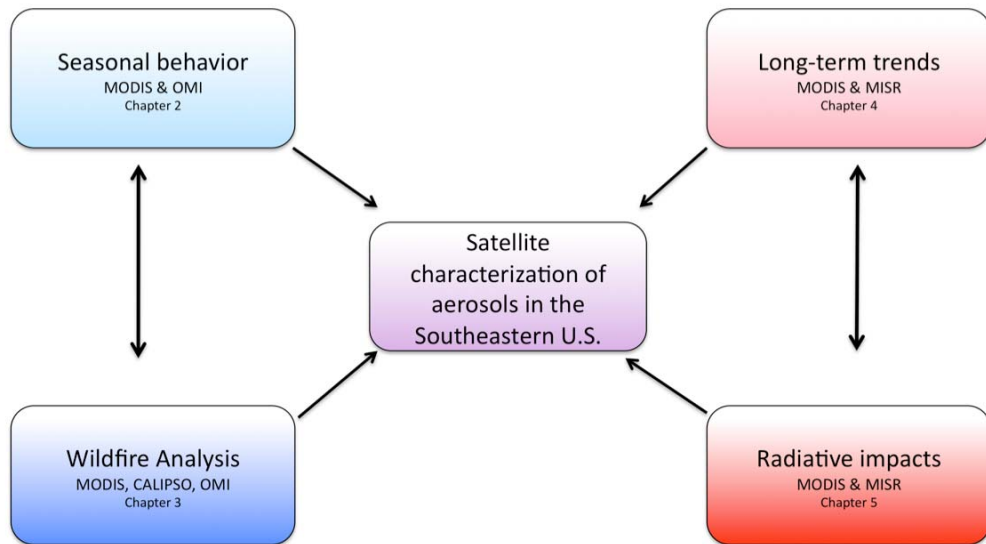 Seasonal behavior
MODIS & OMI
Chapter 2
Long-term trends
MODIS & MISR
Chapter 4
Satellite
characterization of
aerosols in the
Southeastern U.S.
Wildfire Analysis
MODIS, CALIPSO, OMI
Chapter 3
Radiative impacts
MODIS & MISR
Chapter 5